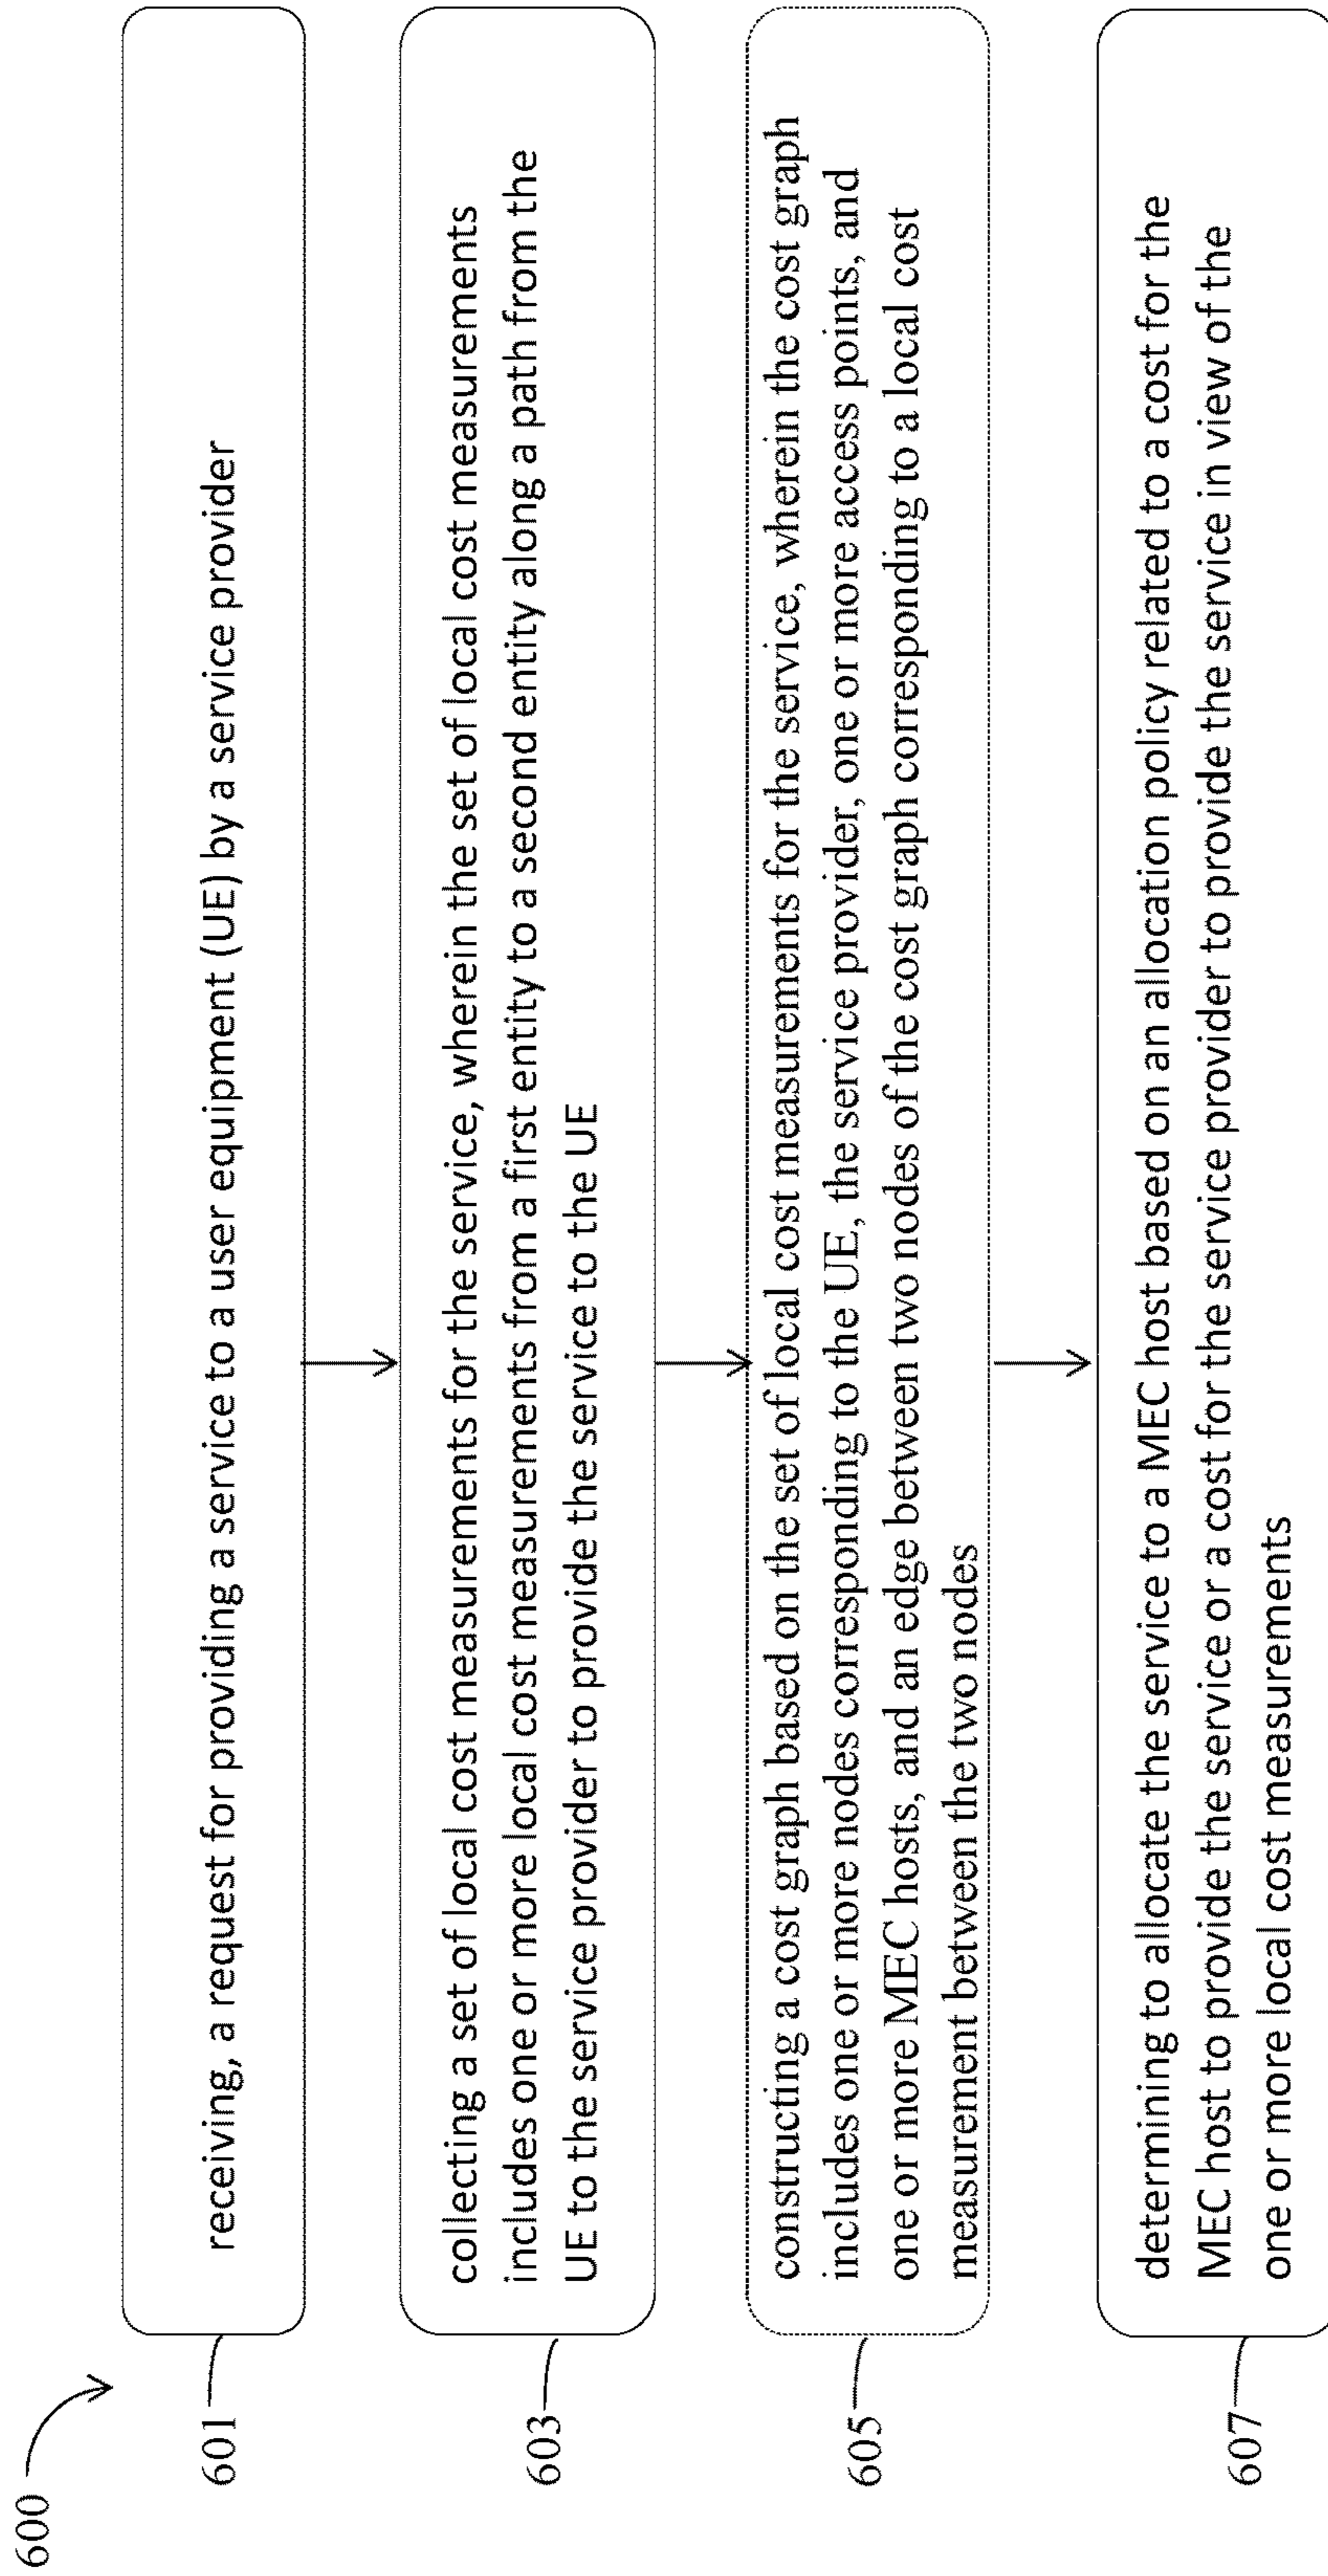 600
601
receiving, a request for providing a service to a user equipment (UE) by a service provider
603
collecting a set of local cost measurements for the service, wherein the set of local cost measurements
includes one or more local cost measurements from a first entity to a second entity along a path from the
UE to the service provider to provide the service to the UE
605
constructing a cost graph based on the set of local cost measurements for the service, wherein the cost graph
includes one or more nodes corresponding to the UE, the service provider, one or more access points, and
one or more MEC hosts, and an edge between two nodes of the cost graph corresponding to a local cost
measurement between the two nodes
607
determining to allocate the service to a MEC host based on an allocation policy related to a cost for the
MEC host to provide the service or a cost for the service provider to provide the service in view of the
one or more local cost measurements